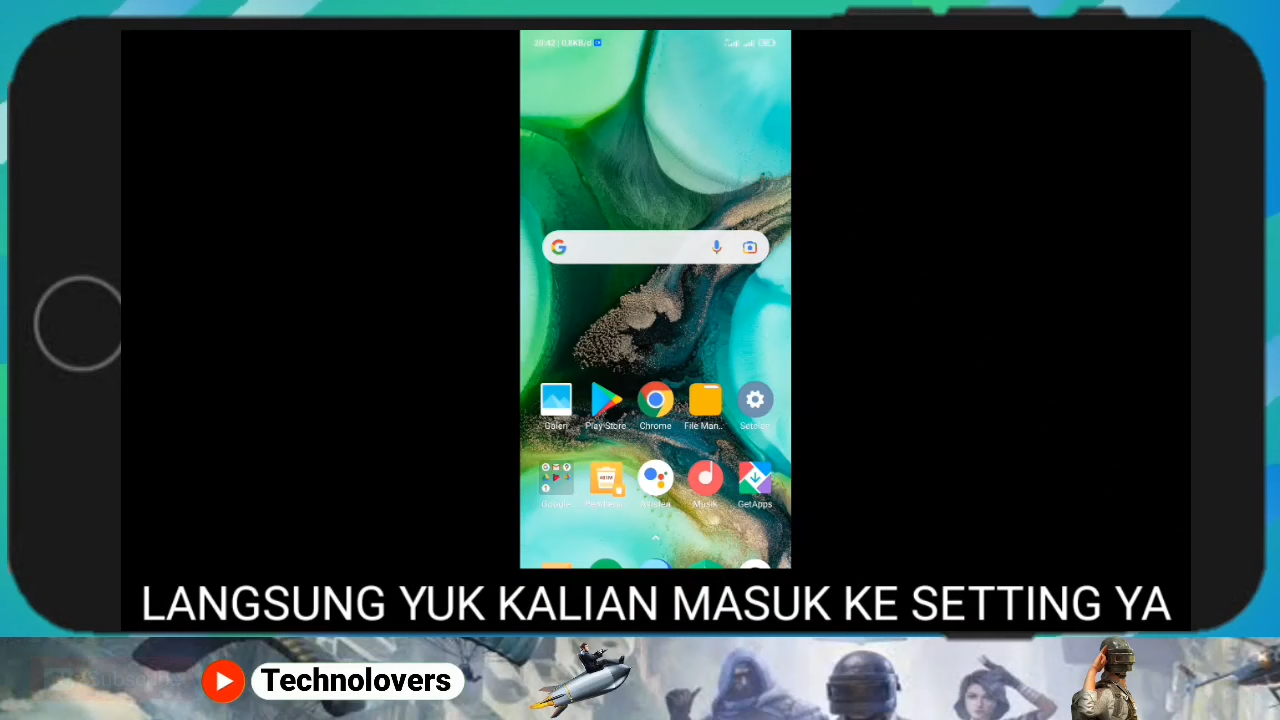 20:42 | 0,8KB/d
Galeri
Play Store
Chrome
File Man..
Setelan
Google
Musik
GetApps
LANGSUNG YUK KALIAN MASUK KE SETTING YA
Technolovers